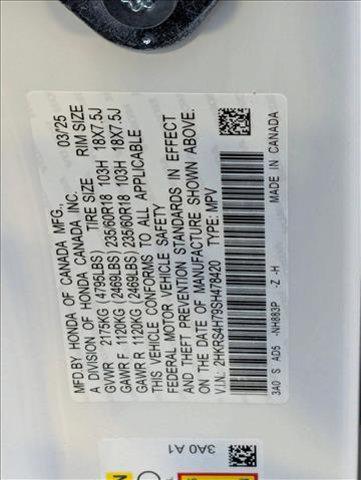 MFD.BY HONDA OF CANADA MFG., 03/25
A DIVISION OF HONDA CANADA INC.
TIRE SIZE RIM SIZE
GVWR 2175KG (4795LBS)
GAWR F 1120KG (2469LBS) 235/60R18 103H 18X7.5J
GAWR R 1120KG (2469LBS) 235/60R18 103H 18X7.5J
THIS VEHICLE CONFORMS TO ALL APPLICABLE
FEDERAL MOTOR VEHICLE SAFETY
AND THEFT PREVENTION STANDARDS IN EFFECT
ON THE DATE OF MANUFACTURE SHOWN ABOVE.
V.I.N.: 2HKRS4H79SH478420 TYPE: MPV
3A0 S AD5 -NH883P -Z -H MADE IN CANADA
3A0 A1